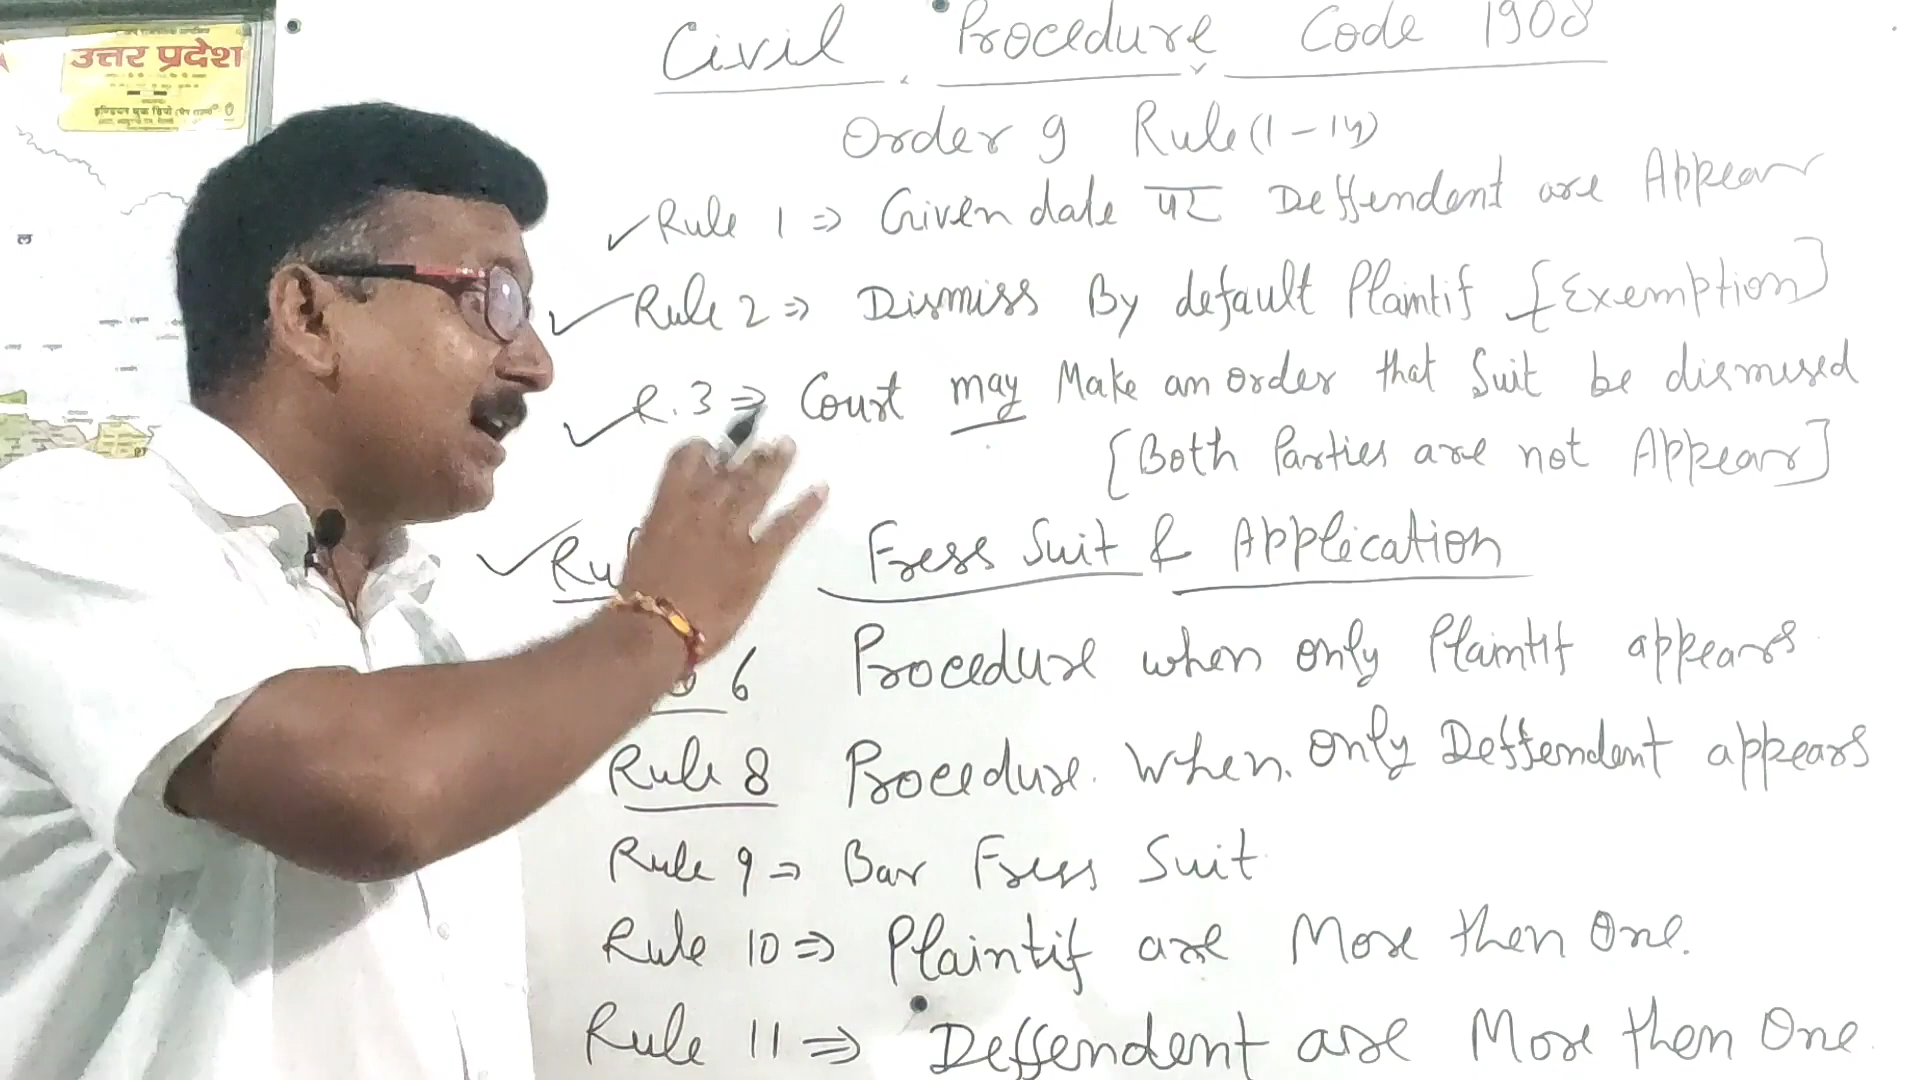 उत्तर प्रदेश
Civil Procedure Code 1908
Order 9 Rule (1-14)
Rule 1 ⇒ Given date पर Deffendent are Appear
Rule 2 ⇒ Dismiss By default Plaintif {Exemption}
R. 3 ⇒ Court may Make an order that Suit be dismissed
[Both Parties are not Appear]
Fress Suit & Application
6 Procedure when only Plaintif appears
Rule 8 Procedure. When. Only Deffendent appears
Rule 9 ⇒ Bar Fress Suit
Rule 10 ⇒ Plaintif are More then One.
Rule 11 ⇒ Deffendent are More then One.